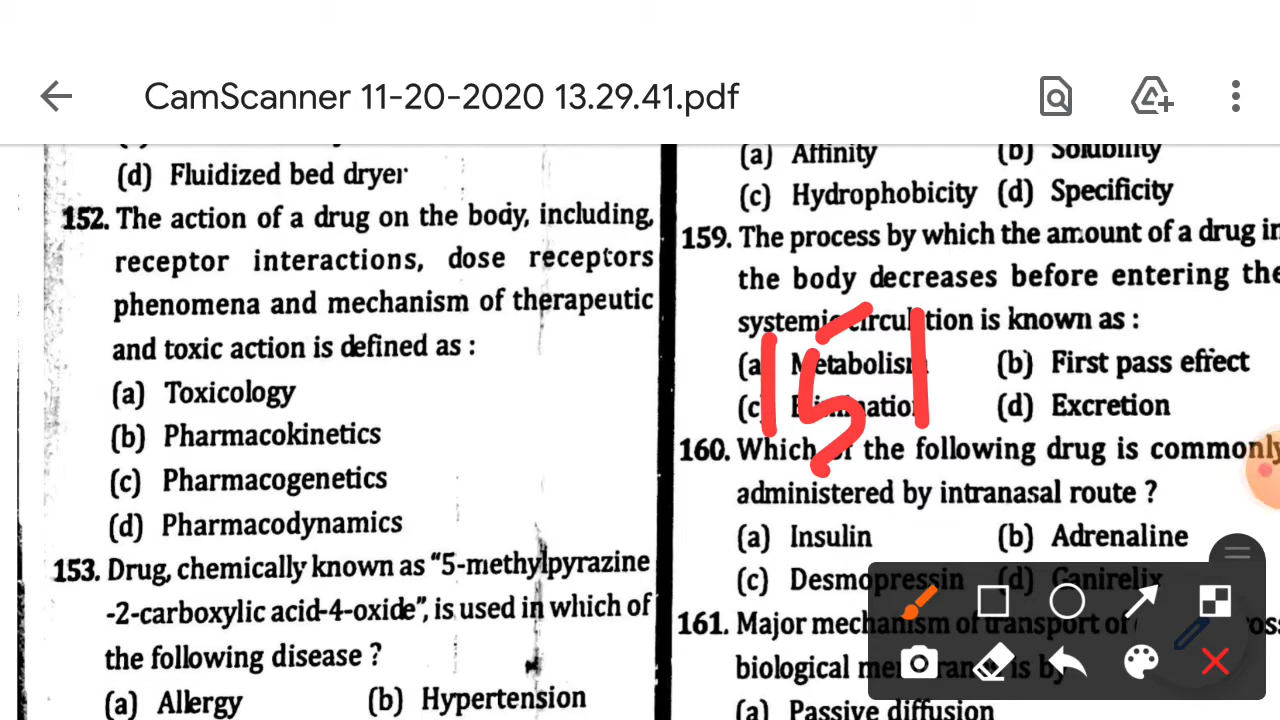 CamScanner 11-20-2020 13.29.41.pdf
(d) Fluidized bed dryer
152. The action of a drug on the body, including,
receptor interactions, dose receptors
phenomena and mechanism of therapeutic
and toxic action is defined as :
(a) Toxicology
(b) Pharmacokinetics
(c) Pharmacogenetics
(d) Pharmacodynamics
153. Drug, chemically known as "5-methylpyrazine
-2-carboxylic acid-4-oxide", is used in which of
the following disease ?
(a) Allergy (b) Hypertension
(a) Affinity (b) Solubility
(c) Hydrophobicity (d) Specificity
159. The process by which the amount of a drug in
the body decreases before entering the
systemic circulation is known as :
(a) Metabolism (b) First pass effect
(c) Elimination (d) Excretion
151
160. Which of the following drug is commonly
administered by intranasal route ?
(a) Insulin (b) Adrenaline
(c) Desmopressin (d) Ganirelix
161. Major mechanism of transport of
biological membrane is by
(a) Passive diffusion